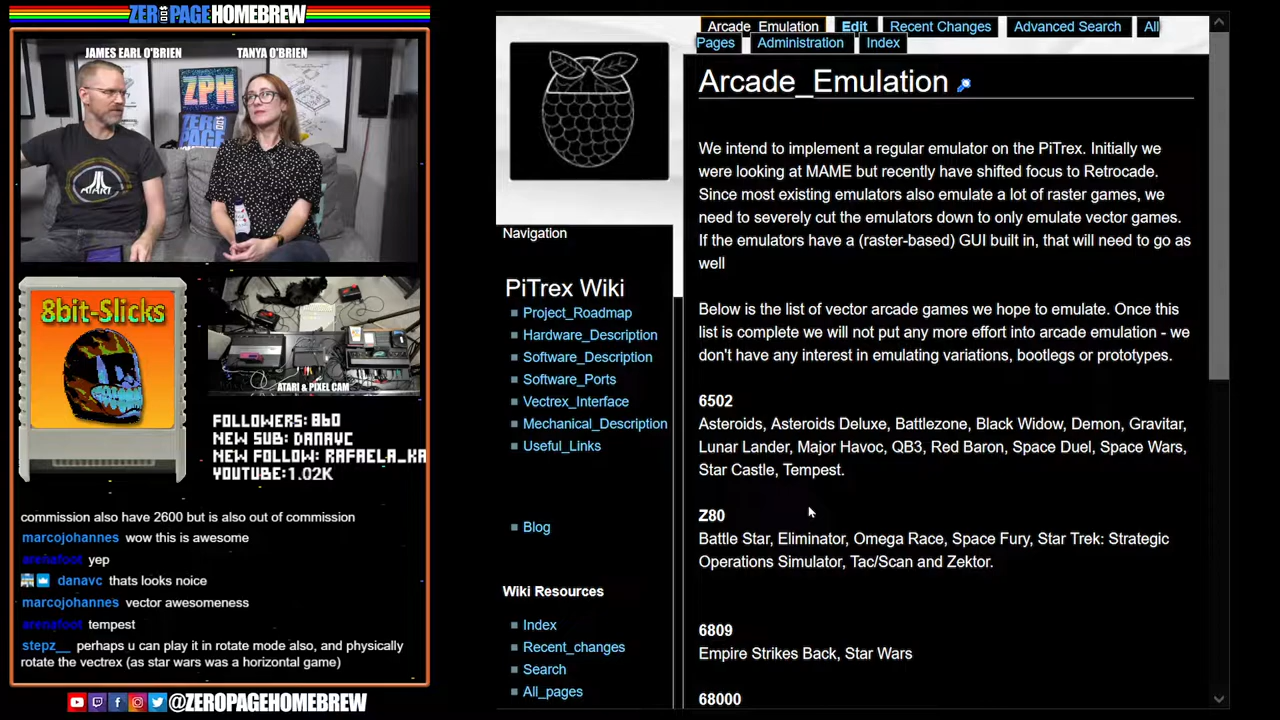 ZERO PAGE HOMEBREW
JAMES EARL O'BRIEN
TANYA O'BRIEN
ZPH
ZERO
PAGE
ATARI
8bit-Slicks
ATARI & PIXEL CAM
FOLLOWERS: 860
NEW SUB: DANAVC
NEW FOLLOW: RAFAELA_KA
YOUTUBE: 1.02K
commission also have 2600 but is also out of commission
marcojohannes wow this is awesome
arenafoot yep
danavc thats looks noice
marcojohannes vector awesomeness
arenafoot tempest
stepz__ perhaps u can play it in rotate mode also, and physically
rotate the vectrex (as star wars was a horizontal game)
@ZEROPAGEHOMEBREW
Arcade_Emulation Edit Recent Changes Advanced Search All
Pages Administration Index
Navigation
PiTrex Wiki
Project_Roadmap
Hardware_Description
Software_Description
Software_Ports
Vectrex_Interface
Mechanical_Description
Useful_Links
Blog
Wiki Resources
Index
Recent_changes
Search
All_pages
Arcade_Emulation
We intend to implement a regular emulator on the PiTrex. Initially we
were looking at MAME but recently have shifted focus to Retrocade.
Since most existing emulators also emulate a lot of raster games, we
need to severely cut the emulators down to only emulate vector games.
If the emulators have a (raster-based) GUI built in, that will need to go as
well
Below is the list of vector arcade games we hope to emulate. Once this
list is complete we will not put any more effort into arcade emulation - we
don't have any interest in emulating variations, bootlegs or prototypes.
6502
Asteroids, Asteroids Deluxe, Battlezone, Black Widow, Demon, Gravitar,
Lunar Lander, Major Havoc, QB3, Red Baron, Space Duel, Space Wars,
Star Castle, Tempest.
Z80
Battle Star, Eliminator, Omega Race, Space Fury, Star Trek: Strategic
Operations Simulator, Tac/Scan and Zektor.
6809
Empire Strikes Back, Star Wars
68000